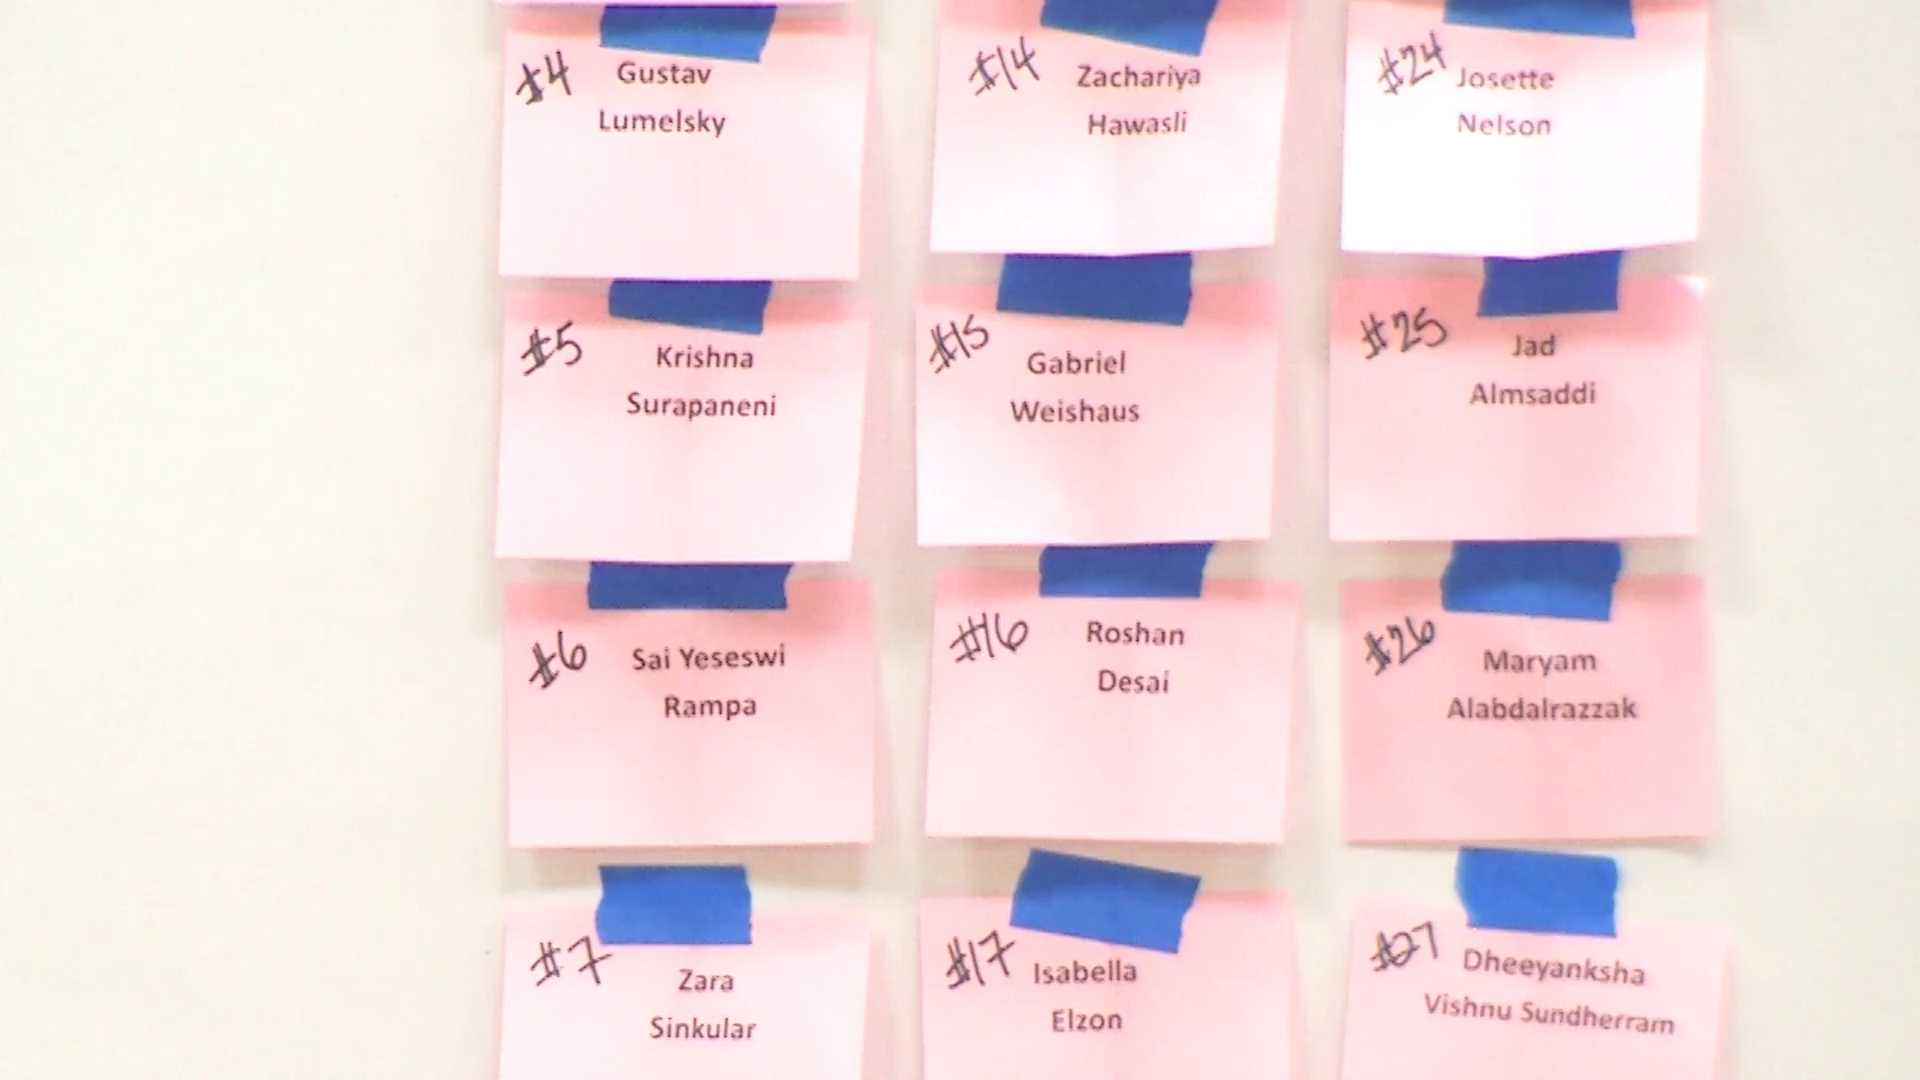 #4 Gustav
Lumelsky
#14 Zachariya
Hawasli
#24 Josette
Nelson
#5 Krishna
Surapaneni
#15 Gabriel
Weishaus
#25 Jad
Almsaddi
#6 Sai Yeseswi
Rampa
#16 Roshan
Desai
#26 Maryam
Alabdalrazzak
#7 Zara
Sinkular
#17 Isabella
Elzon
#27 Dheeyanksha
Vishnu Sundherram